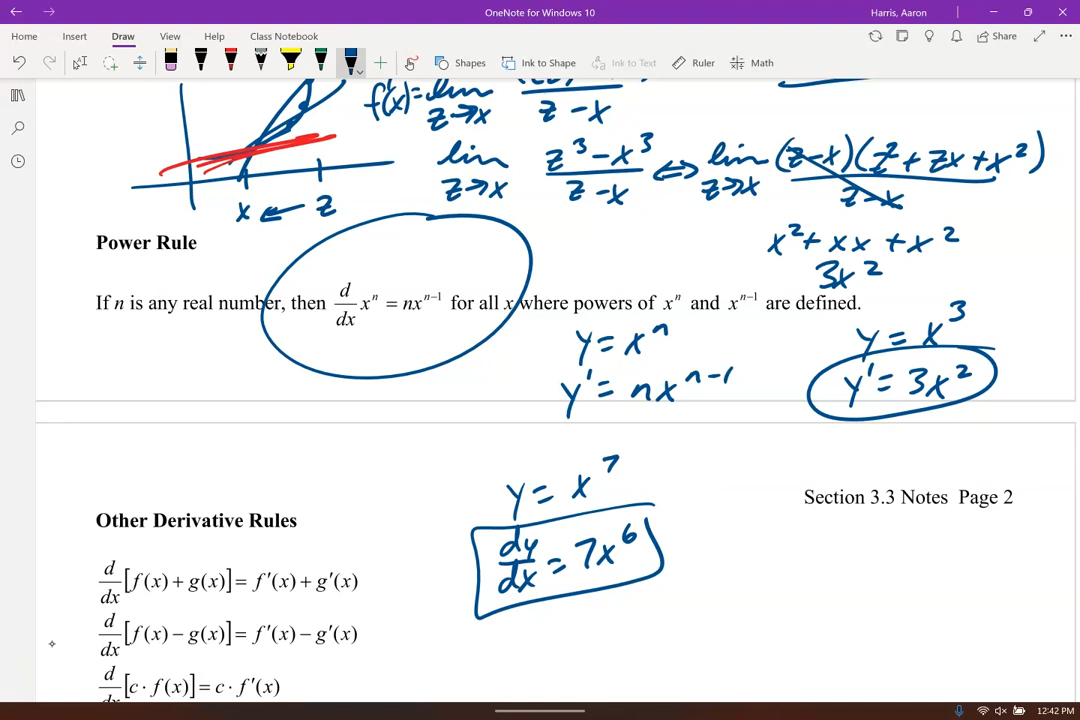 OneNote for Windows 10
Harris, Aaron
Home Insert Draw View Help Class Notebook
Share
Shapes Ink to Shape Ink to Text Ruler Math
f'(x)= lim z→x
z - x
lim z→x (z³ - x³)/(z - x) ⇔ lim z→x (z-x)(z² + zx + x²)/(z-x)
x ← z
x² + xx + x²
3x²
Power Rule
If n is any real number, then d/dx xⁿ = nxⁿ⁻¹ for all x where powers of xⁿ and xⁿ⁻¹ are defined.
y = xⁿ
y' = nxⁿ⁻¹
y = x³
y' = 3x²
y = x⁷
dy/dx = 7x⁶
Section 3.3 Notes Page 2
Other Derivative Rules
d/dx [f(x) + g(x)] = f'(x) + g'(x)
d/dx [f(x) − g(x)] = f'(x) − g'(x)
d/dx [c · f(x)] = c · f'(x)
12:42 PM